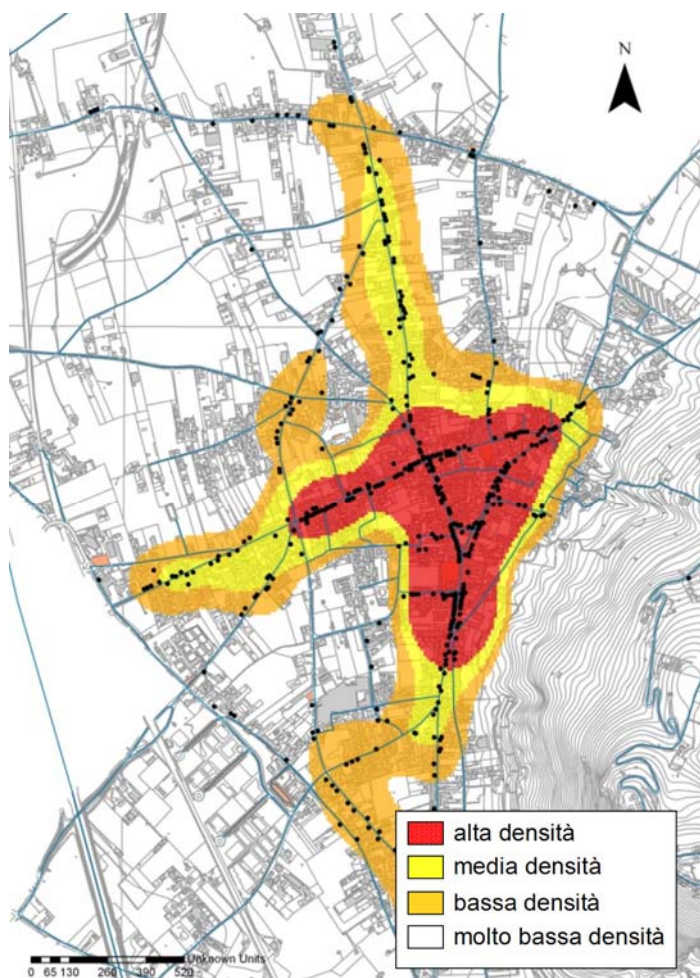 N
alta densità
media densità
bassa densità
molto bassa densità
Unknown Units
0 65 130 260 390 520